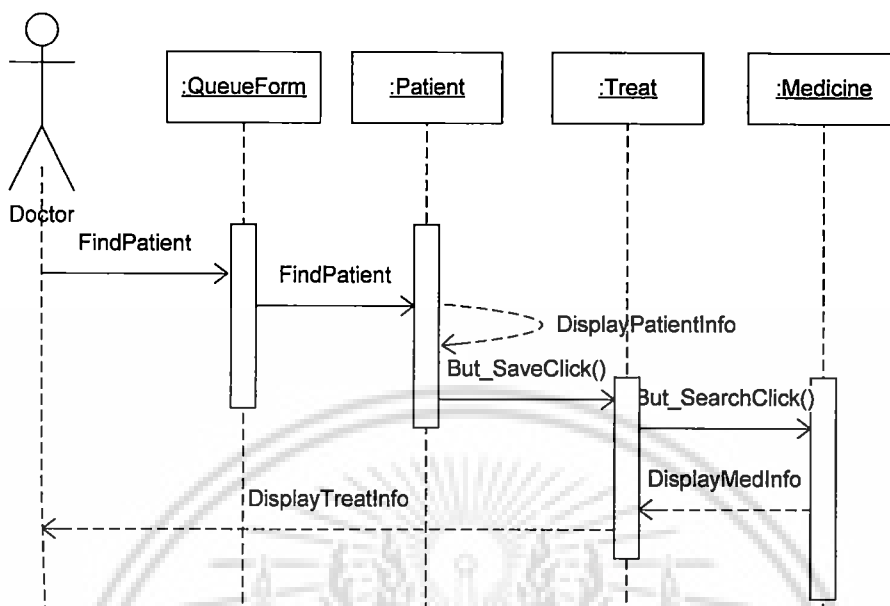 :QueueForm
:Patient
:Treat
:Medicine
Doctor
FindPatient
FindPatient
DisplayPatientInfo
But_SaveClick()
But_SearchClick()
DisplayMedInfo
DisplayTreatInfo